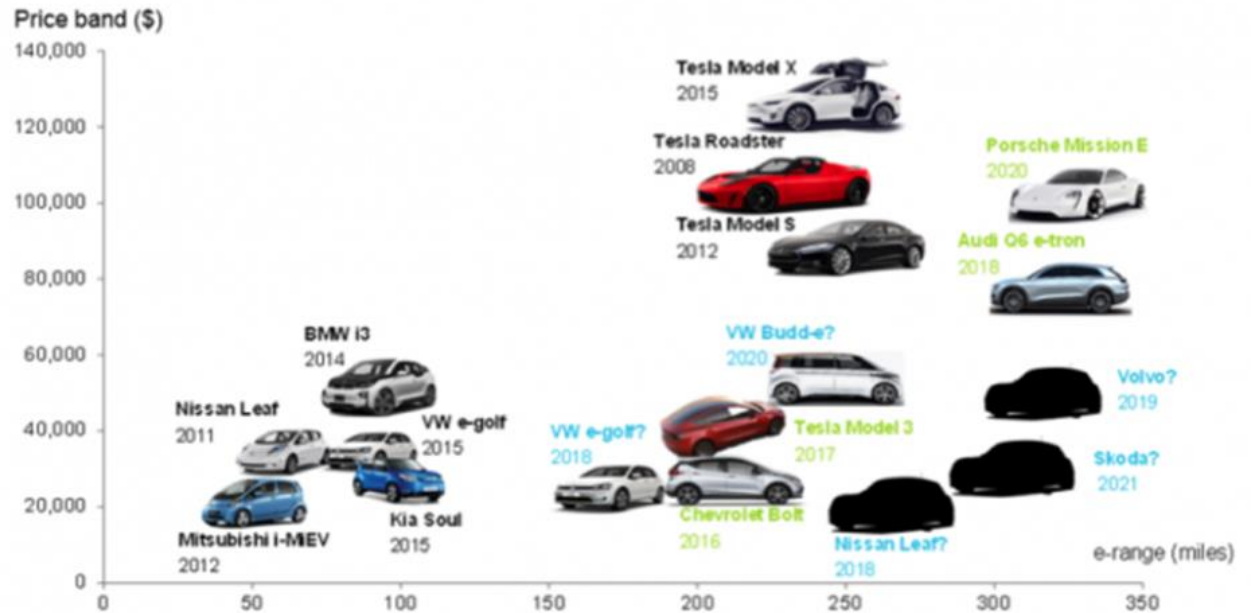 Price band ($)
140,000
120,000
100,000
80,000
60,000
40,000
20,000
0
Tesla Model X
2015
Tesla Roadster
2008
Tesla Model S
2012
Porsche Mission E
2020
Audi Q6 e-tron
2018
BMW i3
2014
Nissan Leaf
2011
VW e-golf
2015
Mitsubishi i-MiEV
2012
Kia Soul
2015
VW Budd-e?
2020
VW e-golf?
2018
Tesla Model 3
2017
Chevrolet Bolt
2016
Nissan Leaf?
2018
Volvo?
2019
Skoda?
2021
e-range (miles)
0 50 100 150 200 250 300 350